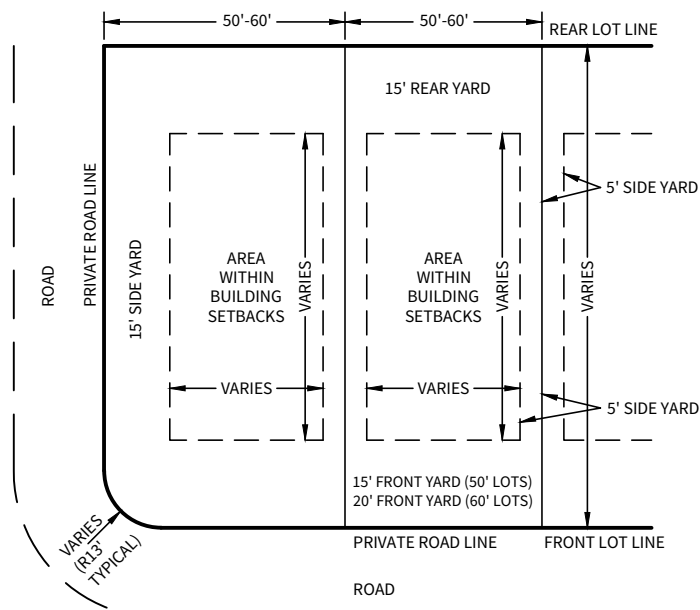 50'-60'
50'-60'
REAR LOT LINE
15' REAR YARD
5' SIDE YARD
ROAD
PRIVATE ROAD LINE
15' SIDE YARD
AREA
WITHIN
BUILDING
SETBACKS
VARIES
AREA
WITHIN
BUILDING
SETBACKS
VARIES
VARIES
VARIES
VARIES
5' SIDE YARD
15' FRONT YARD (50' LOTS)
20' FRONT YARD (60' LOTS)
VARIES
(R13'
TYPICAL)
PRIVATE ROAD LINE
FRONT LOT LINE
ROAD